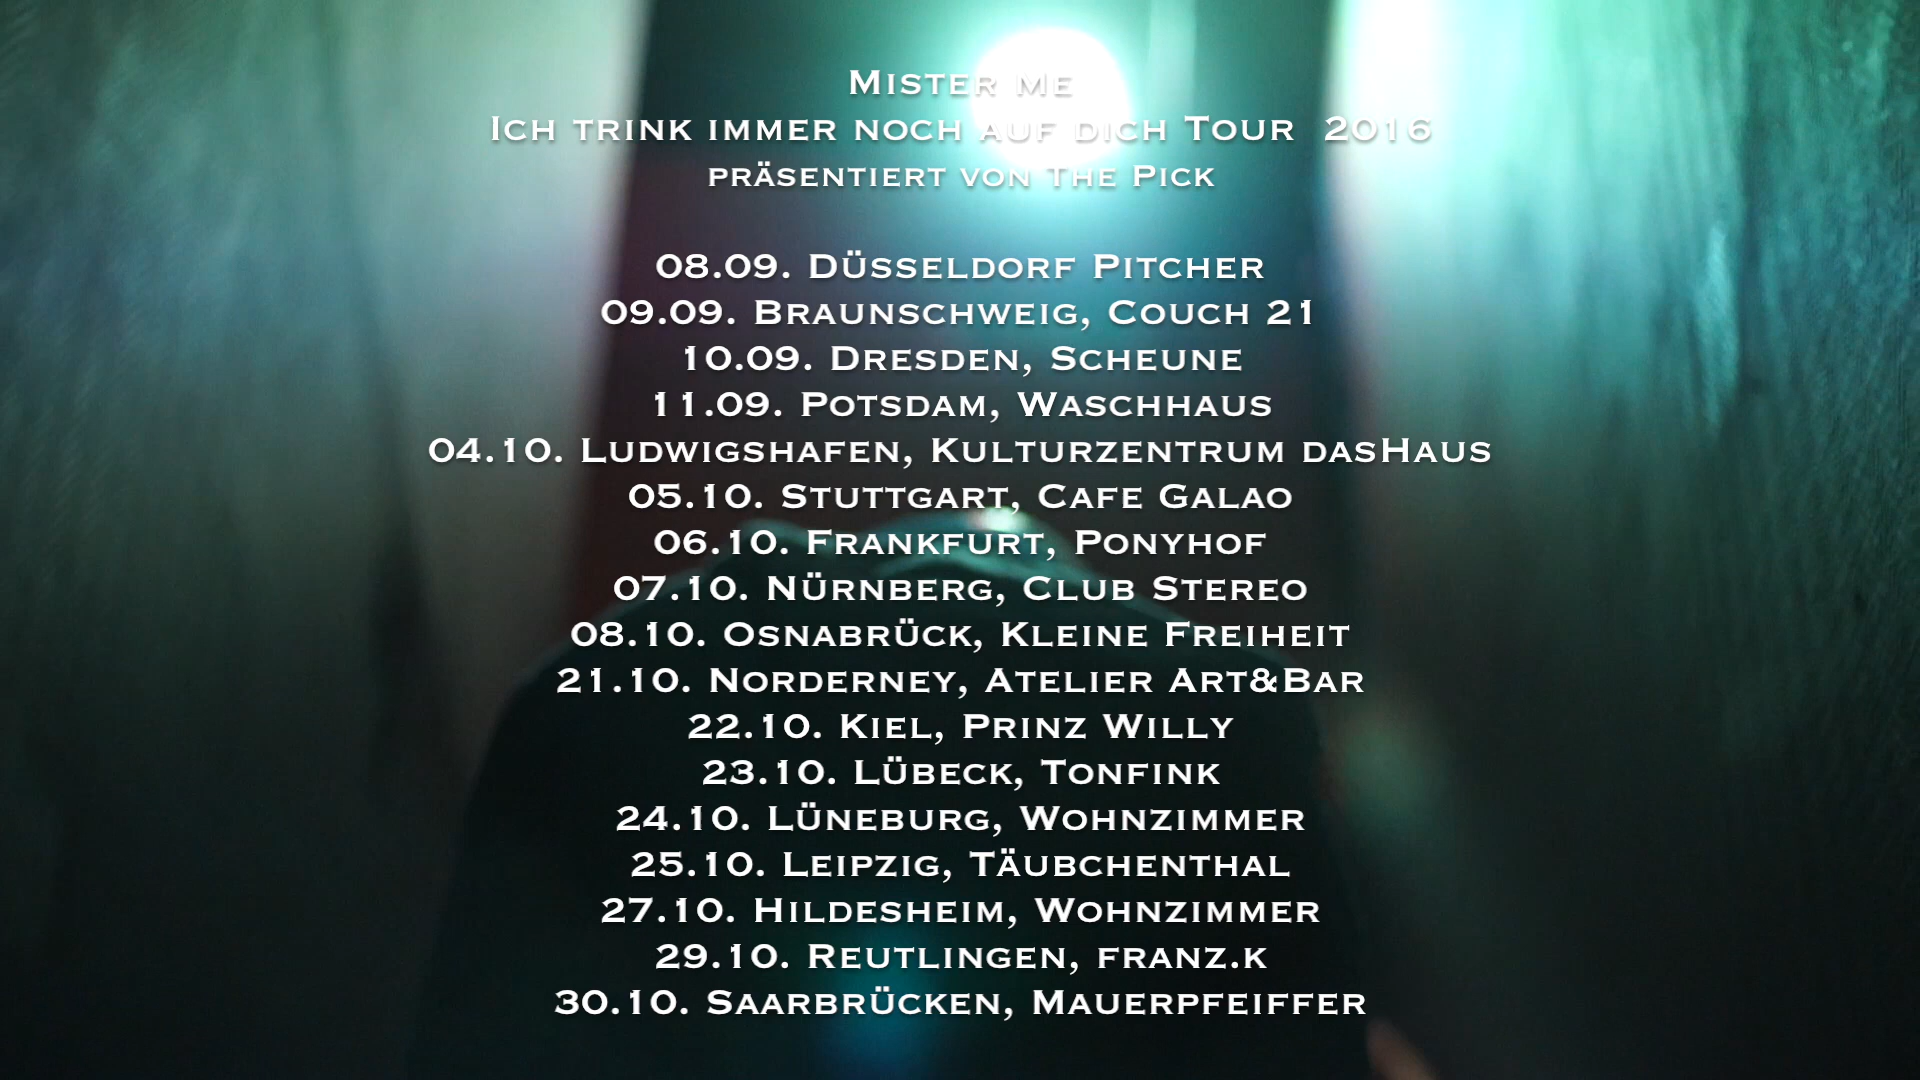 Mister Me
Ich trink immer noch auf dich Tour 2016
präsentiert von the Pick
08.09. Düsseldorf Pitcher
09.09. Braunschweig, Couch 21
10.09. Dresden, Scheune
11.09. Potsdam, Waschhaus
04.10. Ludwigshafen, Kulturzentrum dasHaus
05.10. Stuttgart, Cafe Galao
06.10. Frankfurt, Ponyhof
07.10. Nürnberg, Club Stereo
08.10. Osnabrück, Kleine Freiheit
21.10. Norderney, Atelier Art&Bar
22.10. Kiel, Prinz Willy
23.10. Lübeck, Tonfink
24.10. Lüneburg, Wohnzimmer
25.10. Leipzig, Täubchenthal
27.10. Hildesheim, Wohnzimmer
29.10. Reutlingen, franz.k
30.10. Saarbrücken, Mauerpfeiffer